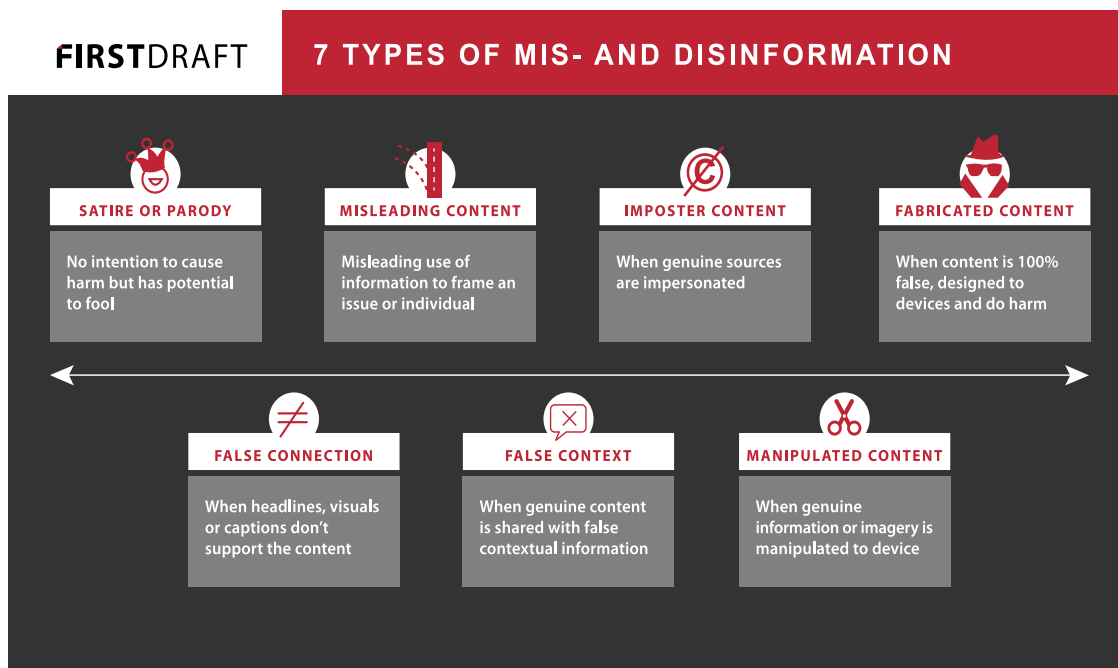 FIRSTDRAFT
7 TYPES OF MIS- AND DISINFORMATION
SATIRE OR PARODY
No intention to cause
harm but has potential
to fool
MISLEADING CONTENT
Misleading use of
information to frame an
issue or individual
©
IMPOSTER CONTENT
When genuine sources
are impersonated
FABRICATED CONTENT
When content is 100%
false, designed to
devices and do harm
≠
FALSE CONNECTION
When headlines, visuals
or captions don't
support the content
FALSE CONTEXT
When genuine content
is shared with false
contextual information
MANIPULATED CONTENT
When genuine
information or imagery is
manipulated to device